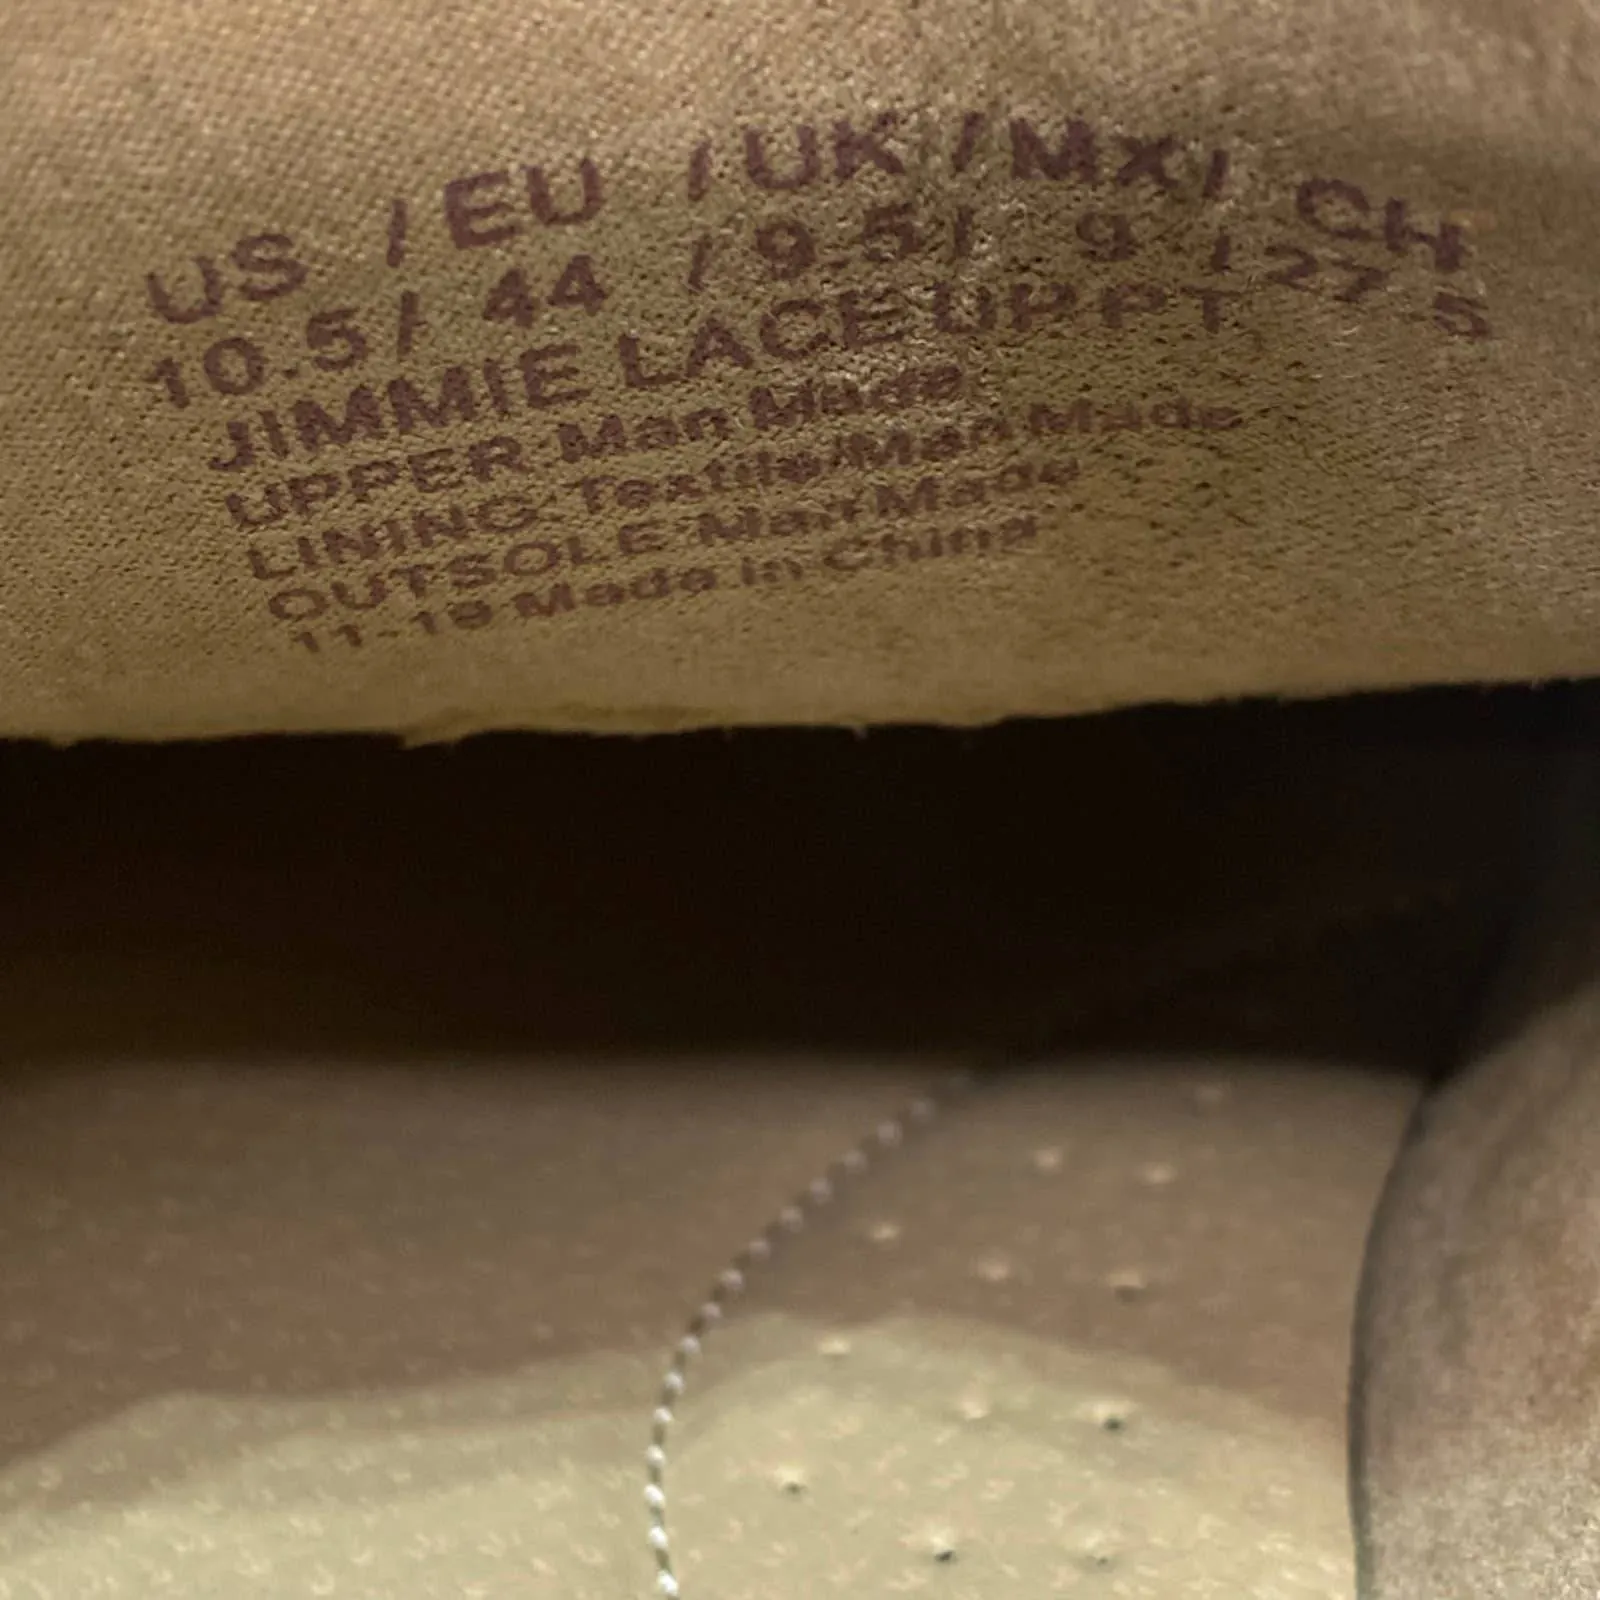 US / EU / UK / MX / CH
10.5 / 44 / 9.5 / 9 / 27.5
JIMMIE LACE UP PT
UPPER Man Made
LINING Textile/Man Made
OUTSOLE Man Made
11-19 Made in China